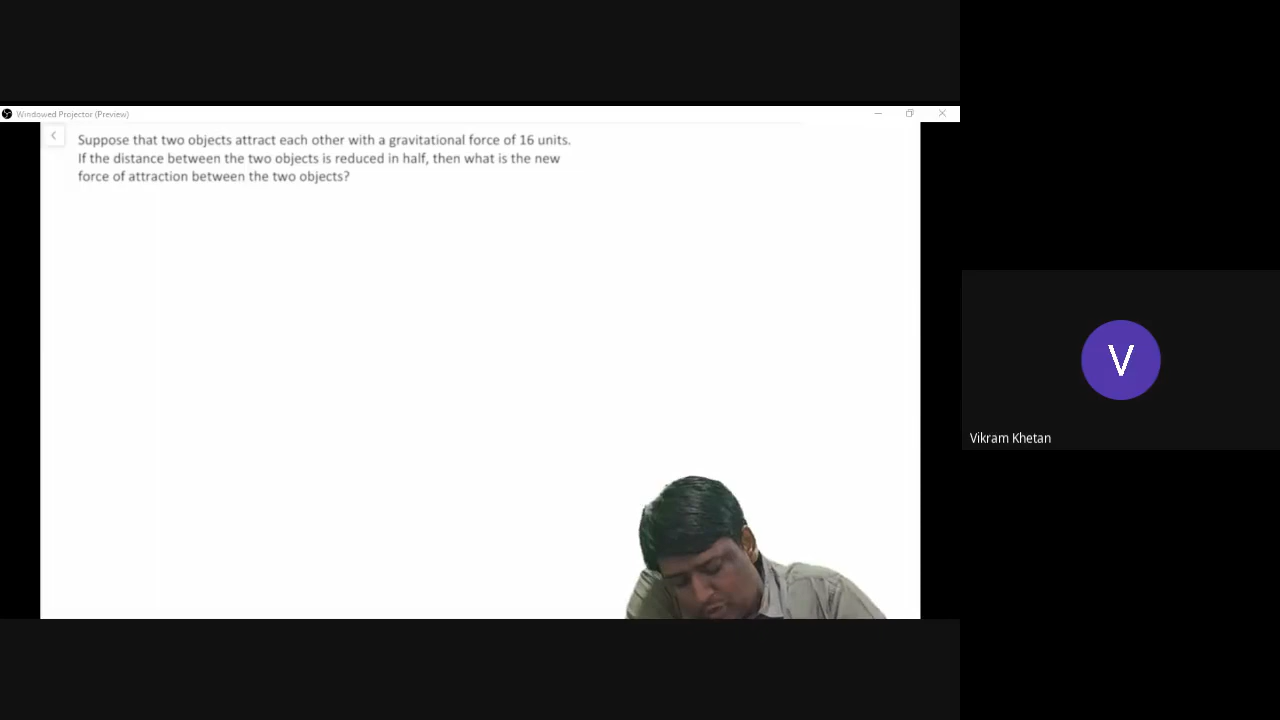 Windowed Projector (Preview)
Suppose that two objects attract each other with a gravitational force of 16 units.
If the distance between the two objects is reduced in half, then what is the new
force of attraction between the two objects?
V
Vikram Khetan